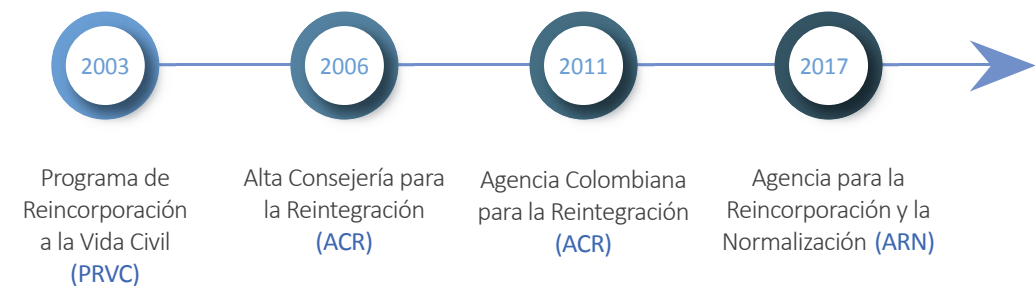 2003
Programa de
Reincorporación
a la Vida Civil
(PRVC)
2006
Alta Consejería para
la Reintegración
(ACR)
2011
Agencia Colombiana
para la Reintegración
(ACR)
2017
Agencia para la
Reincorporación y la
Normalización (ARN)